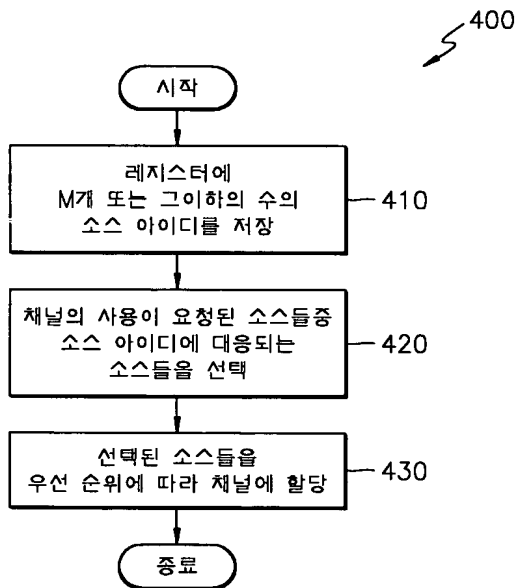 400
시작
레지스터에
M개 또는 그이하의 수의
소스 아이디를 저장
410
채널의 사용이 요청된 소스들중
소스 아이디에 대응되는
소스들을 선택
420
선택된 소스들을
우선 순위에 따라 채널에 할당
430
종료